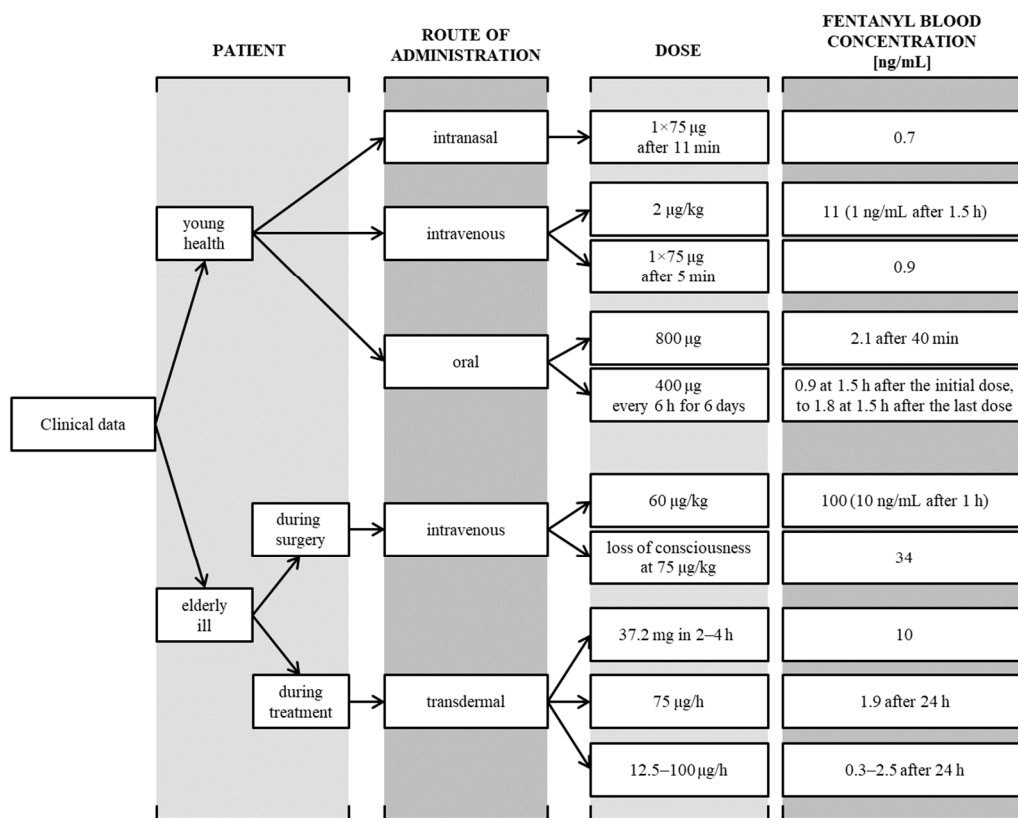 PATIENT
ROUTE OF
ADMINISTRATION
DOSE
FENTANYL BLOOD
CONCENTRATION
[ng/mL]
Clinical data
young
health
intranasal
1×75 μg
after 11 min
0.7
intravenous
2 μg/kg
11 (1 ng/mL after 1.5 h)
1×75 μg
after 5 min
0.9
oral
800 μg
2.1 after 40 min
400 μg
every 6 h for 6 days
0.9 at 1.5 h after the initial dose,
to 1.8 at 1.5 h after the last dose
elderly
ill
during
surgery
intravenous
60 μg/kg
100 (10 ng/mL after 1 h)
loss of consciousness
at 75 μg/kg
34
during
treatment
transdermal
37.2 mg in 2–4 h
10
75 μg/h
1.9 after 24 h
12.5–100 μg/h
0.3–2.5 after 24 h